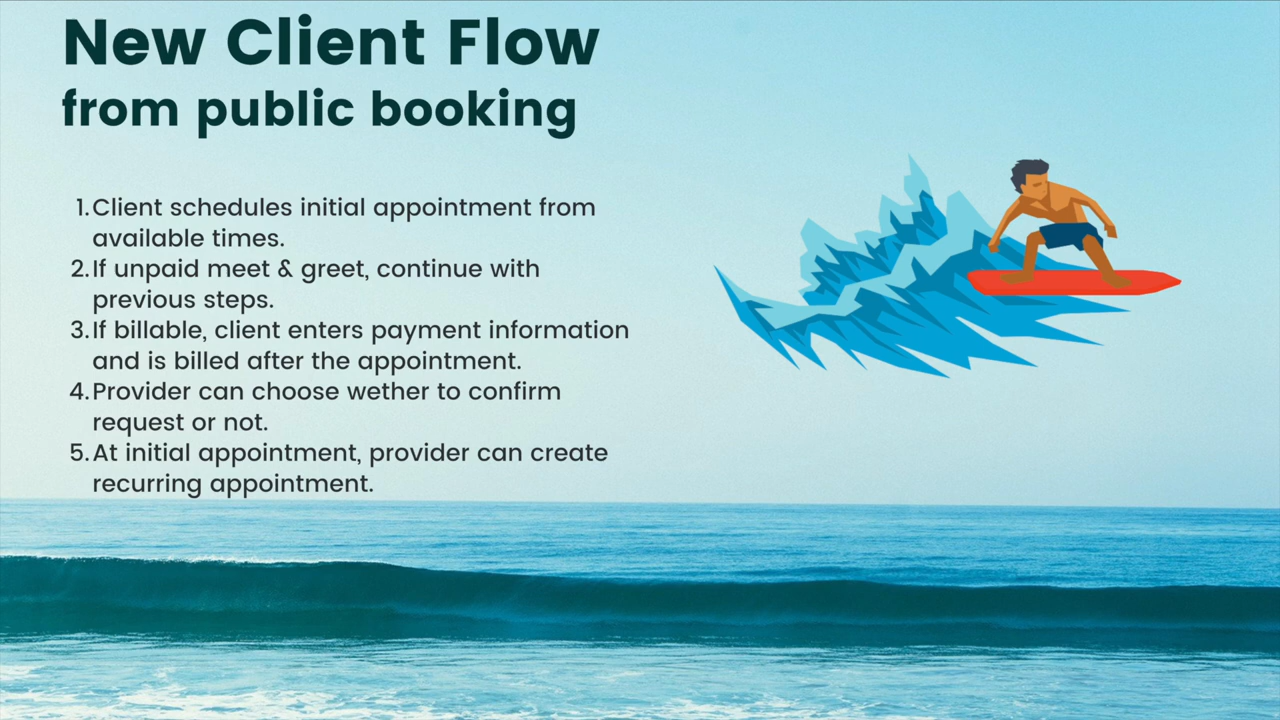 New Client Flow
from public booking
1. Client schedules initial appointment from
available times.
2. If unpaid meet & greet, continue with
previous steps.
3. If billable, client enters payment information
and is billed after the appointment.
4. Provider can choose wether to confirm
request or not.
5. At initial appointment, provider can create
recurring appointment.